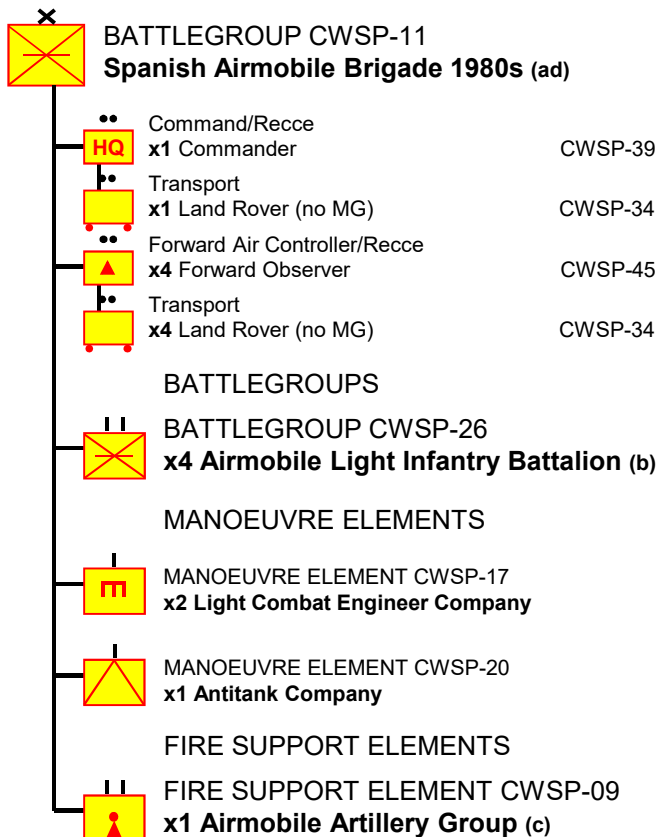 BATTLEGROUP CWSP-11
Spanish Airmobile Brigade 1980s (ad)
Command/Recce
HQ x1 Commander CWSP-39
Transport
x1 Land Rover (no MG) CWSP-34
Forward Air Controller/Recce
x4 Forward Observer CWSP-45
Transport
x4 Land Rover (no MG) CWSP-34
BATTLEGROUPS
BATTLEGROUP CWSP-26
x4 Airmobile Light Infantry Battalion (b)
MANOEUVRE ELEMENTS
MANOEUVRE ELEMENT CWSP-17
x2 Light Combat Engineer Company
MANOEUVRE ELEMENT CWSP-20
x1 Antitank Company
FIRE SUPPORT ELEMENTS
FIRE SUPPORT ELEMENT CWSP-09
x1 Airmobile Artillery Group (c)